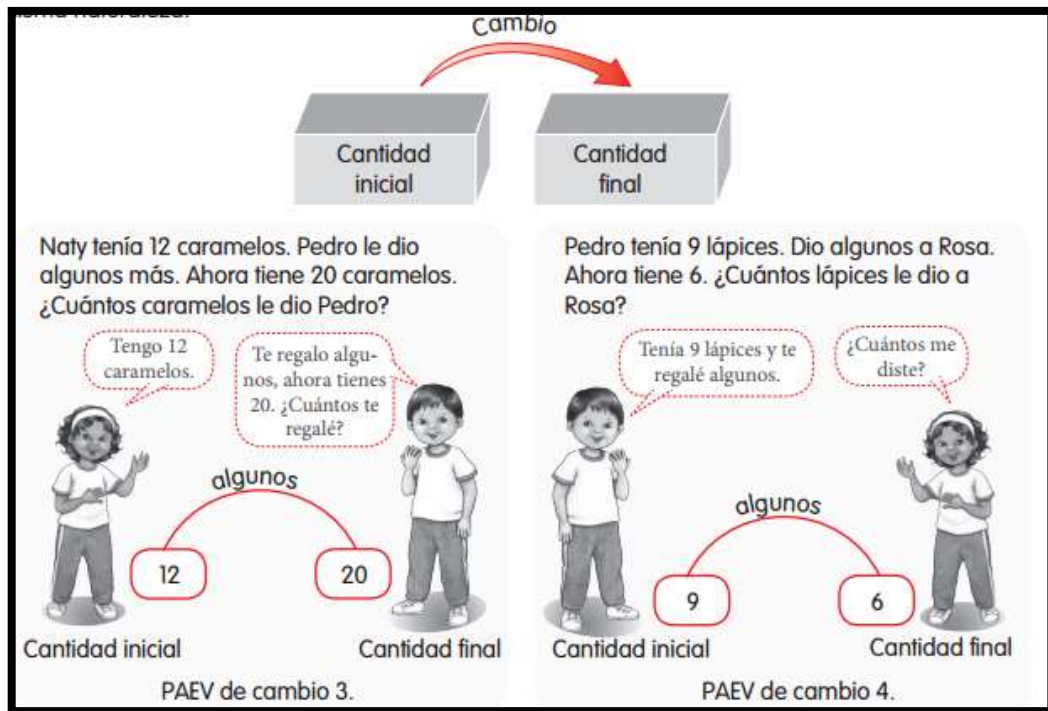 Cambio
Cantidad
inicial
Cantidad
final
Naty tenía 12 caramelos. Pedro le dio
algunos más. Ahora tiene 20 caramelos.
¿Cuántos caramelos le dio Pedro?
Tengo 12
caramelos.
Te regalo algu-
nos, ahora tienes
20. ¿Cuántos te
regalé?
algunos
12
20
Cantidad inicial
Cantidad final
PAEV de cambio 3.
Pedro tenía 9 lápices. Dio algunos a Rosa.
Ahora tiene 6. ¿Cuántos lápices le dio a
Rosa?
Tenía 9 lápices y te
regalé algunos.
¿Cuántos me
diste?
algunos
9
6
Cantidad inicial
Cantidad final
PAEV de cambio 4.